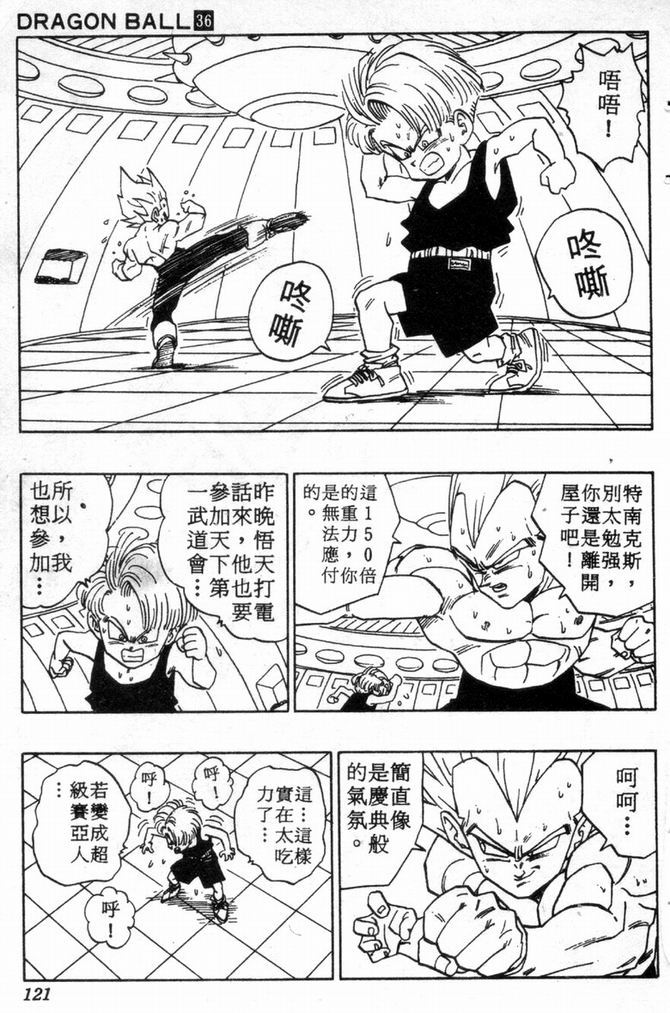 DRAGON BALL 36
唔唔！
咚嘶
咚嘶
特南克斯，
別太勉强，
你還是離開
屋子吧！
這150倍
的重力，你
是無法應付
的。
昨晚悟天打電
話來，他也要
參加天下第
一武道會…
所以，我
也想參加…
呵呵…
簡直像
是慶典般
的氣氛。
這…這樣
實在太吃
力了…
呼！
呼！
若變成超
級賽亞人
…
呼！
121